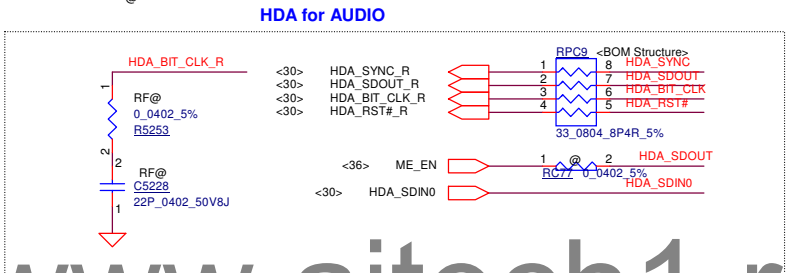 @
HDA for AUDIO
HDA_BIT_CLK_R
1
RF@
0_0402_5%
R5253
2
2
RF@
C5228
22P_0402_50V8J
1
RPC9 <BOM Structure>
<30> HDA_SYNC_R 1 8 HDA_SYNC
<30> HDA_SDOUT_R 2 7 HDA_SDOUT
<30> HDA_BIT_CLK_R 3 6 HDA_BIT_CLK
<30> HDA_RST#_R 4 5 HDA_RST#
33_0804_8P4R_5%
<36> ME_EN 1 @ 2 HDA_SDOUT
RC77 0_0402_5%
<30> HDA_SDIN0 HDA_SDIN0